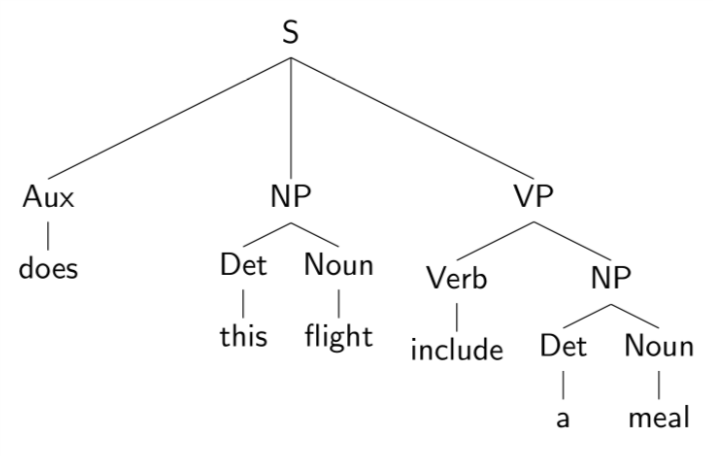 S
Aux NP VP
Det Noun Verb NP
does
this flight include Det Noun
a meal